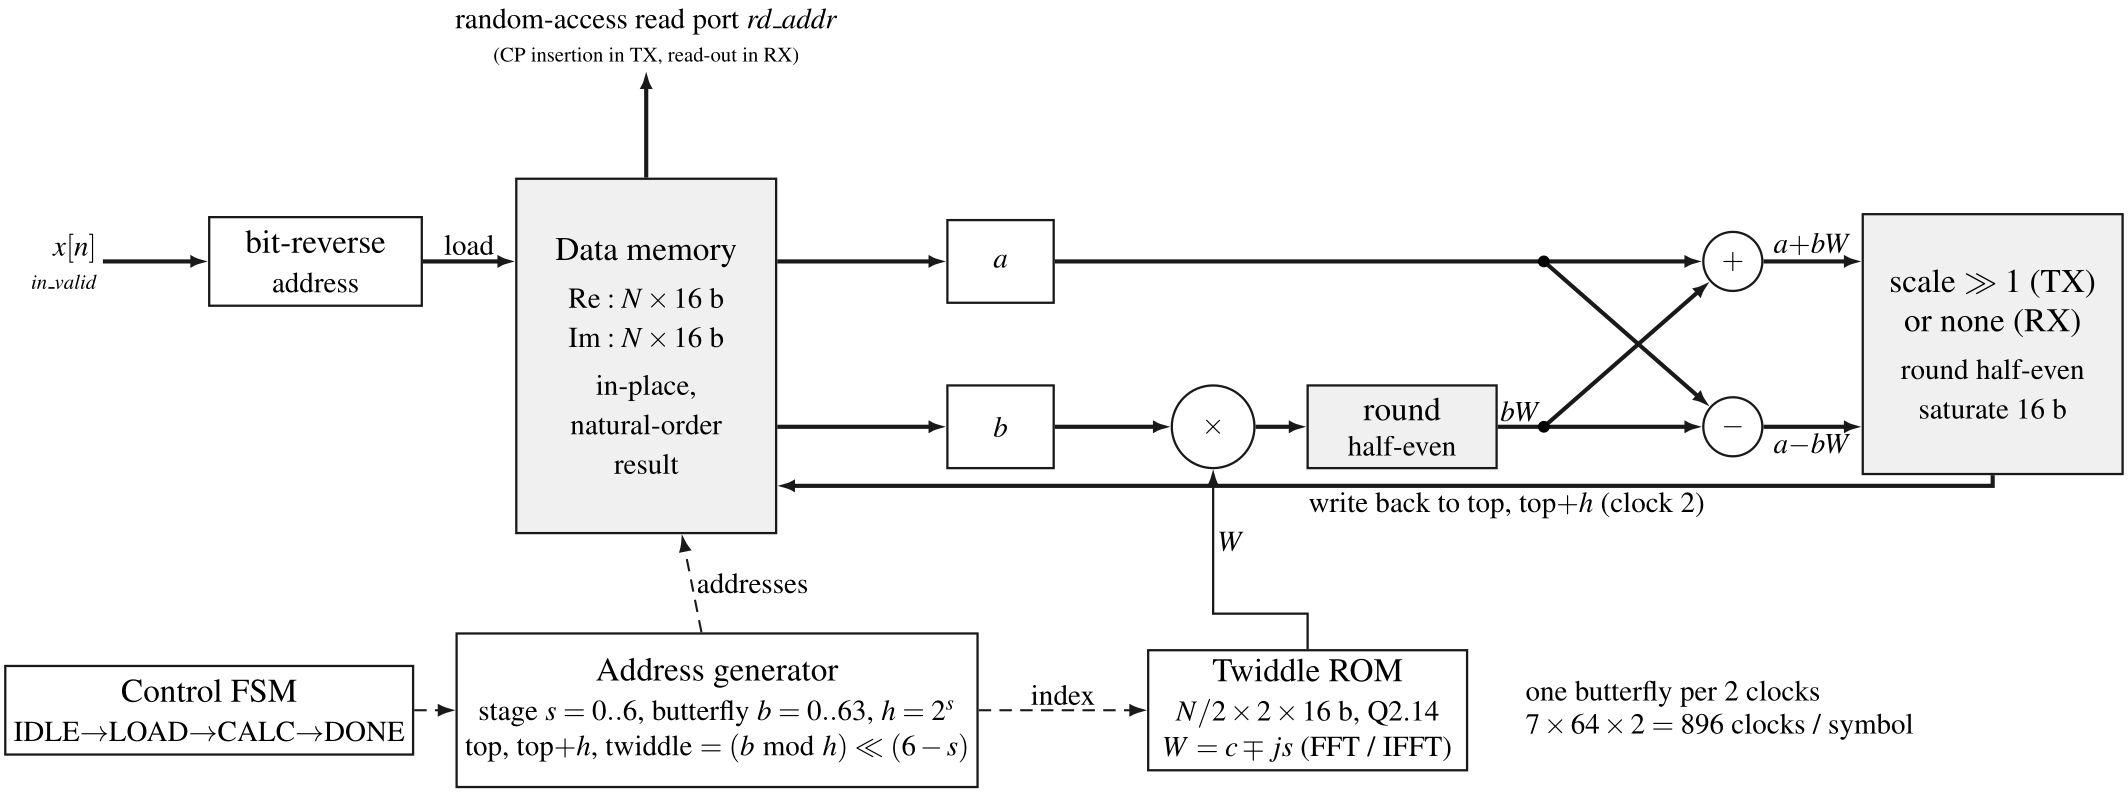 random-access read port rd_addr
(CP insertion in TX, read-out in RX)
x[n]
in_valid
bit-reverse
address
load
Data memory
Re : N × 16 b
Im : N × 16 b
in-place,
natural-order
result
a
b
×
round
half-even
bW
+
−
a+bW
a−bW
scale ≫ 1 (TX)
or none (RX)
round half-even
saturate 16 b
write back to top, top+h (clock 2)
W
addresses
Control FSM
IDLE→LOAD→CALC→DONE
Address generator
stage s = 0..6, butterfly b = 0..63, h = 2ˢ
top, top+h, twiddle = (b mod h) ≪ (6 − s)
index
Twiddle ROM
N/2 × 2 × 16 b, Q2.14
W = c ∓ js (FFT / IFFT)
one butterfly per 2 clocks
7 × 64 × 2 = 896 clocks / symbol